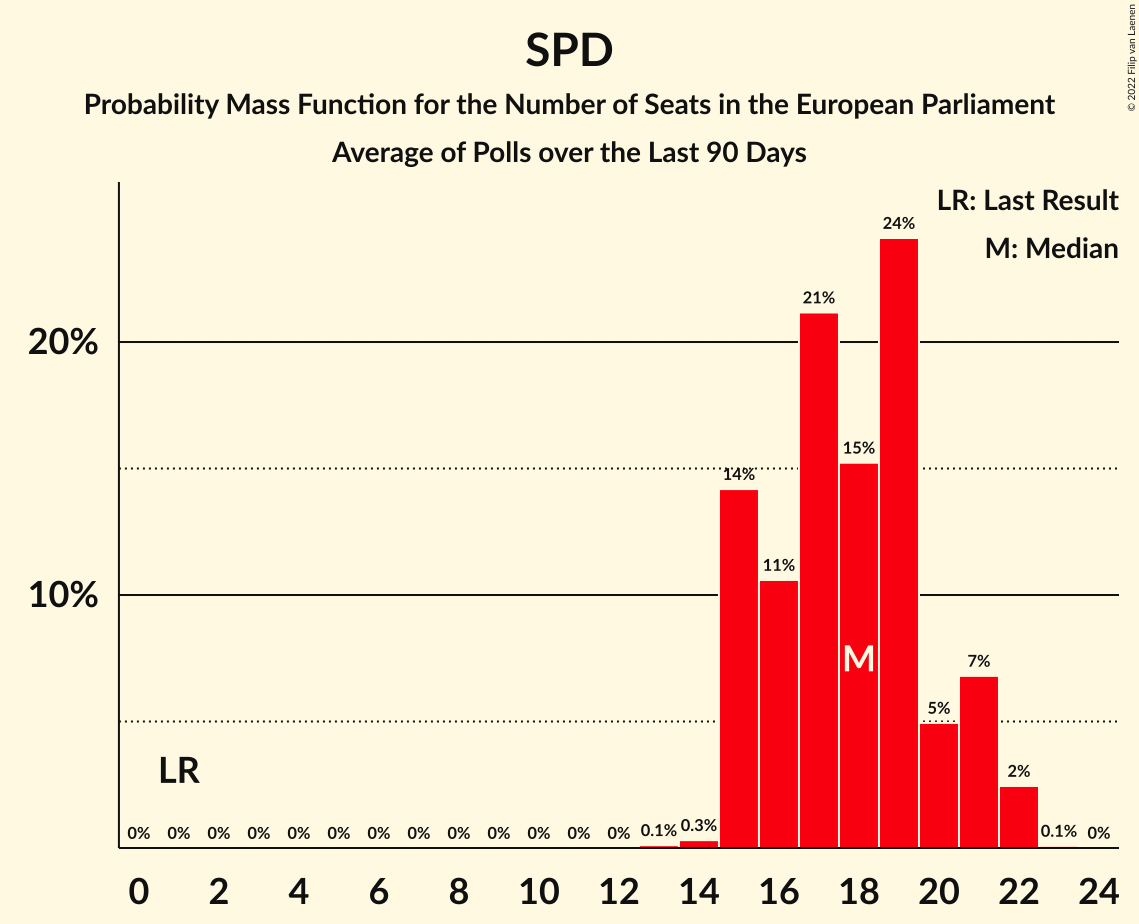 SPD
Probability Mass Function for the Number of Seats in the European Parliament
Average of Polls over the Last 90 Days
© 2022 Filip van Laenen
LR: Last Result
M: Median
24%
21%
20%
15%
14%
11%
10%
M
7%
5%
LR
2%
0% 0% 0% 0% 0% 0% 0% 0% 0% 0% 0% 0% 0% 0.1% 0.3% 0.1% 0%
0 2 4 6 8 10 12 14 16 18 20 22 24